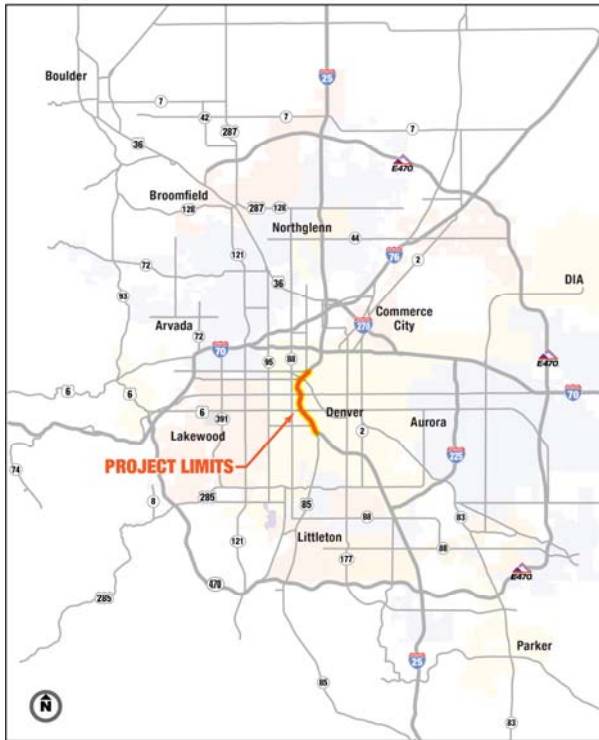 25
Boulder
7
42
7
287
7
36
E470
Broomfield
128
287
128
Northglenn
44
76
2
72
121
36
DIA
93
Commerce
City
270
Arvada
72
70
95
88
E470
6
6
70
6
391
Denver
Aurora
2
Lakewood
225
PROJECT LIMITS
74
8
285
85
88
83
Littleton
121
88
177
E470
470
285
Parker
25
85
83
N